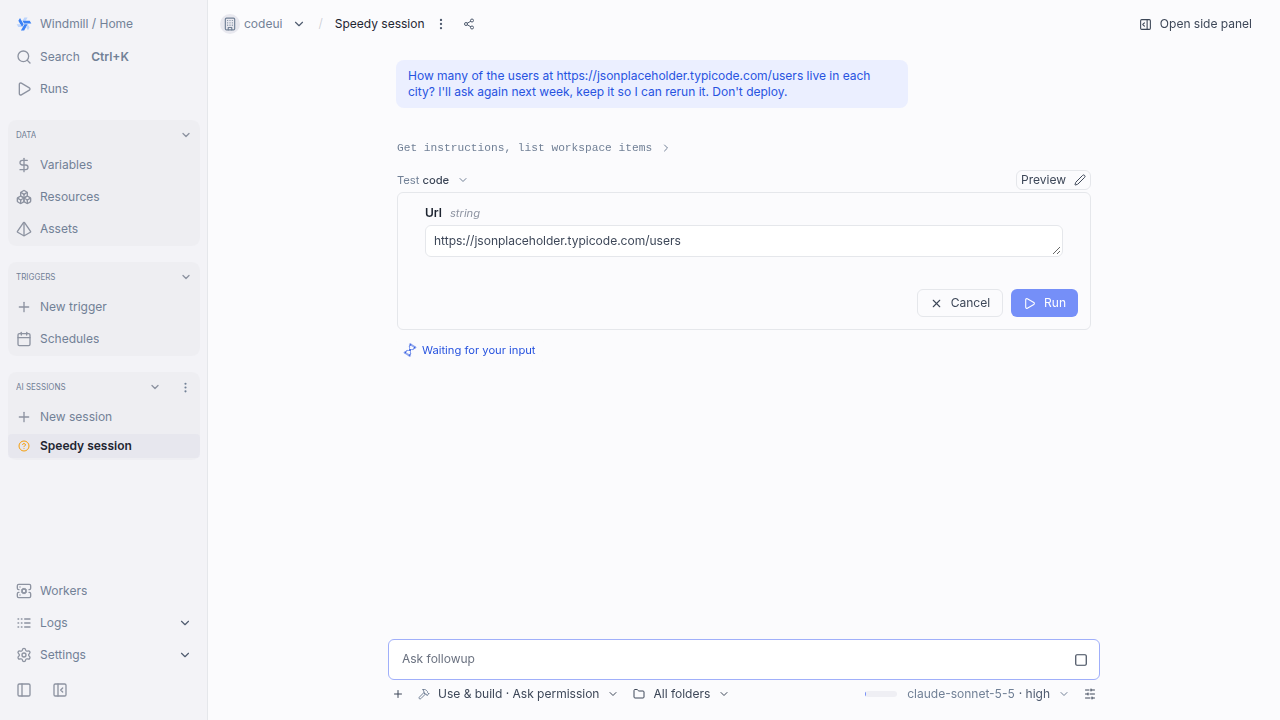 Windmill / Home
Search Ctrl+K
Runs
DATA
Variables
Resources
Assets
TRIGGERS
New trigger
Schedules
AI SESSIONS
New session
Speedy session
Workers
Logs
Settings
codeui / Speedy session
Open side panel
How many of the users at https://jsonplaceholder.typicode.com/users live in each
city? I'll ask again next week, keep it so I can rerun it. Don't deploy.
Get instructions, list workspace items
Test code
Preview
Url string
https://jsonplaceholder.typicode.com/users
Cancel
Run
Waiting for your input
Ask followup
Use & build · Ask permission
All folders
claude-sonnet-5-5 · high